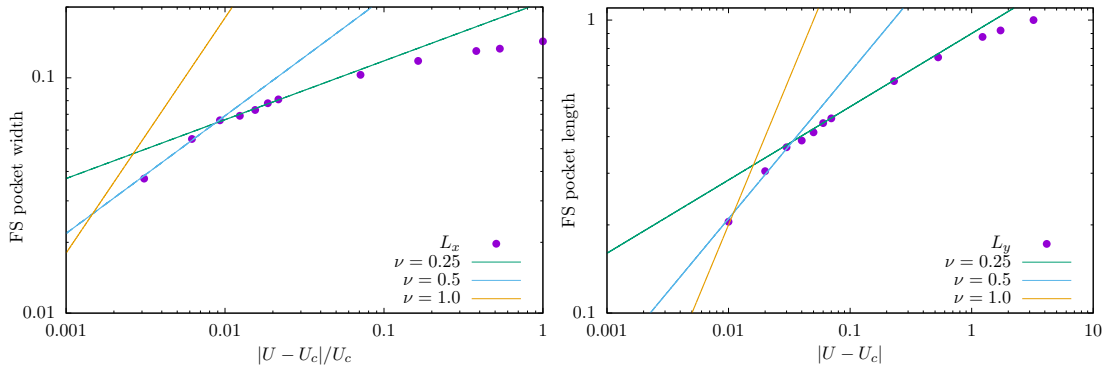 FS pocket width
0.1
0.01
0.001
0.01
0.1
1
|U − U_c|/U_c
L_x
ν = 0.25
ν = 0.5
ν = 1.0
FS pocket length
1
0.1
0.001
0.01
0.1
1
10
|U − U_c|
L_y
ν = 0.25
ν = 0.5
ν = 1.0